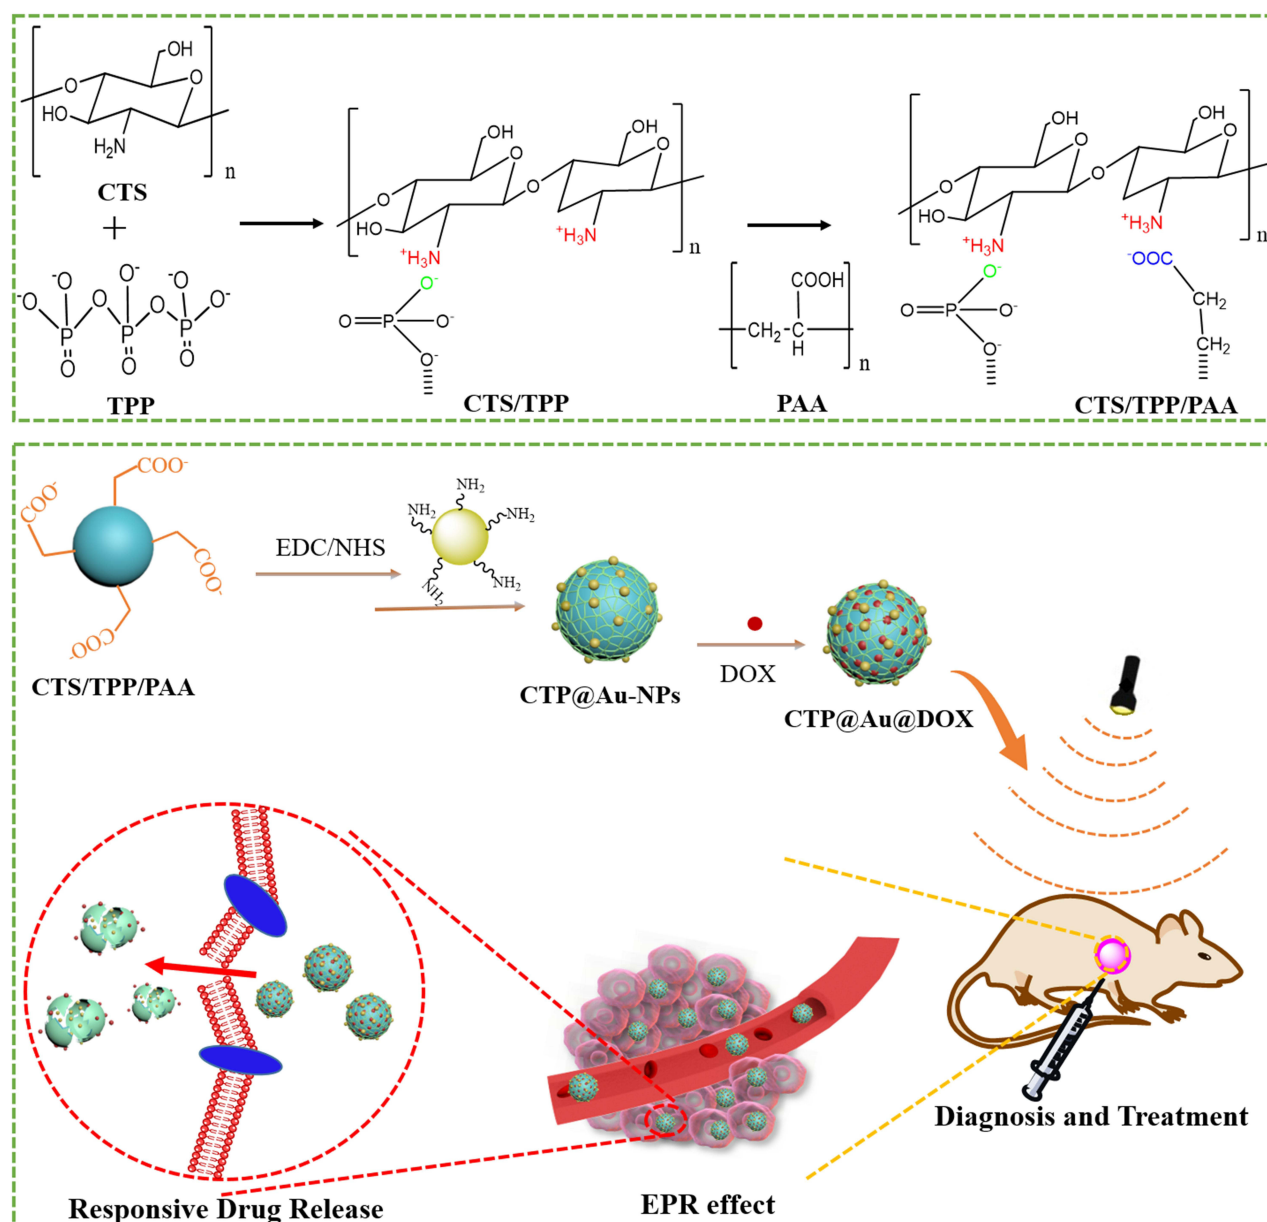 OH
O
O
HO
H₂N
n
CTS
+
⁻O
O⁻
O⁻
⁻O
O⁻
O
O
P
P
P
O
O
O
TPP
OH
OH
O
O
O
O
HO
⁺H₃N
⁺H₃N
n
O⁻
O
P
O⁻
O⁻
CTS/TPP
COOH
CH₂
C
H
n
PAA
OH
OH
O
O
O
O
HO
⁺H₃N
⁺H₃N
n
O⁻
⁻OOC
O
P
O⁻
CH₂
O⁻
CH₂
CTS/TPP/PAA
COO⁻
COO⁻
COO⁻
COO⁻
CTS/TPP/PAA
EDC/NHS
NH₂
NH₂
NH₂
NH₂
NH₂
CTP@Au-NPs
DOX
CTP@Au@DOX
Diagnosis and Treatment
EPR effect
Responsive Drug Release